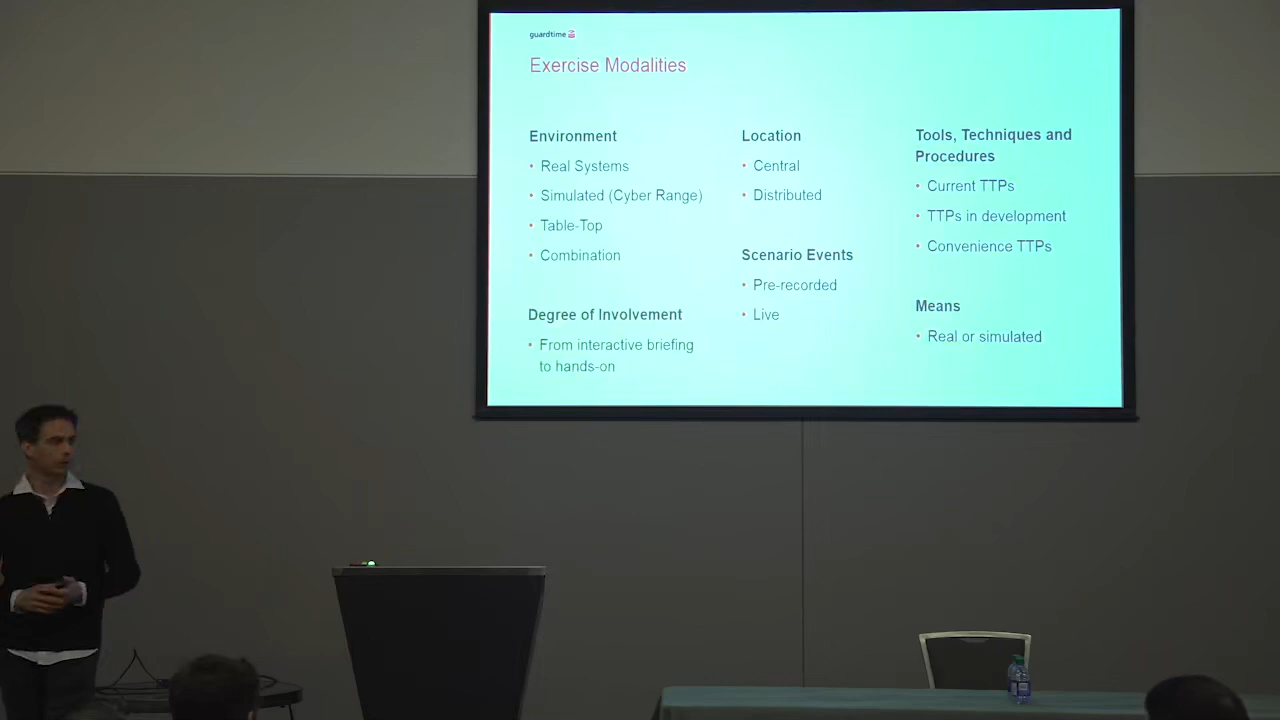 guardtime
Exercise Modalities
Environment
• Real Systems
• Simulated (Cyber Range)
• Table-Top
• Combination
Degree of Involvement
• From interactive briefing
to hands-on
Location
• Central
• Distributed
Scenario Events
• Pre-recorded
• Live
Tools, Techniques and
Procedures
• Current TTPs
• TTPs in development
• Convenience TTPs
Means
• Real or simulated